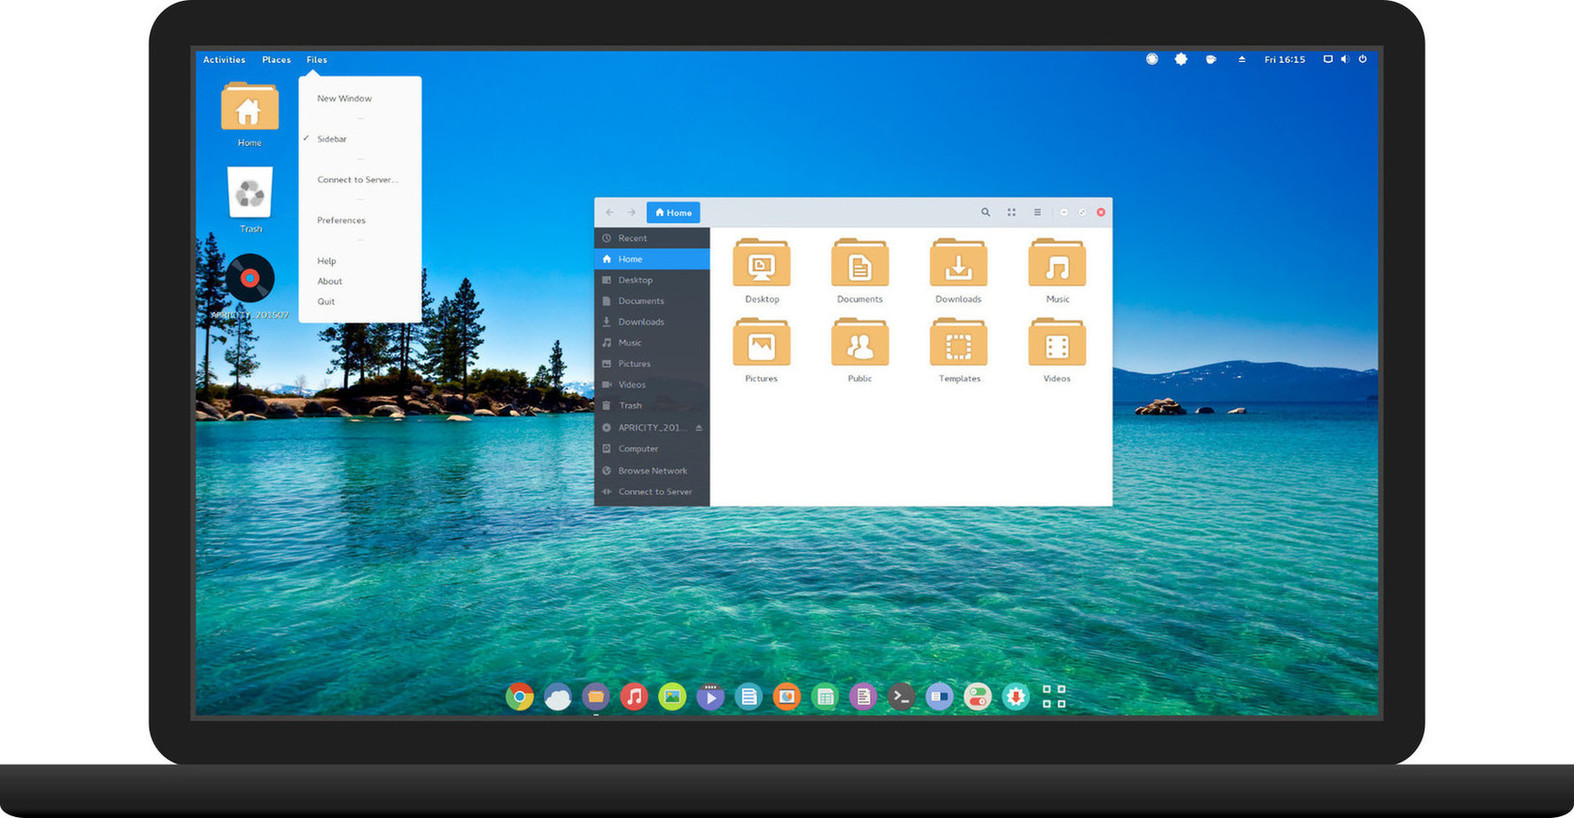 Activities Places Files
Fri 16:15
Home
Trash
APRICITY_201507
New Window
✓ Sidebar
Connect to Server...
Preferences
Help
About
Quit
Home
Recent
Home
Desktop
Documents
Downloads
Music
Pictures
Videos
Trash
APRICITY_201...
Computer
Browse Network
Connect to Server
Desktop Documents Downloads Music
Pictures Public Templates Videos